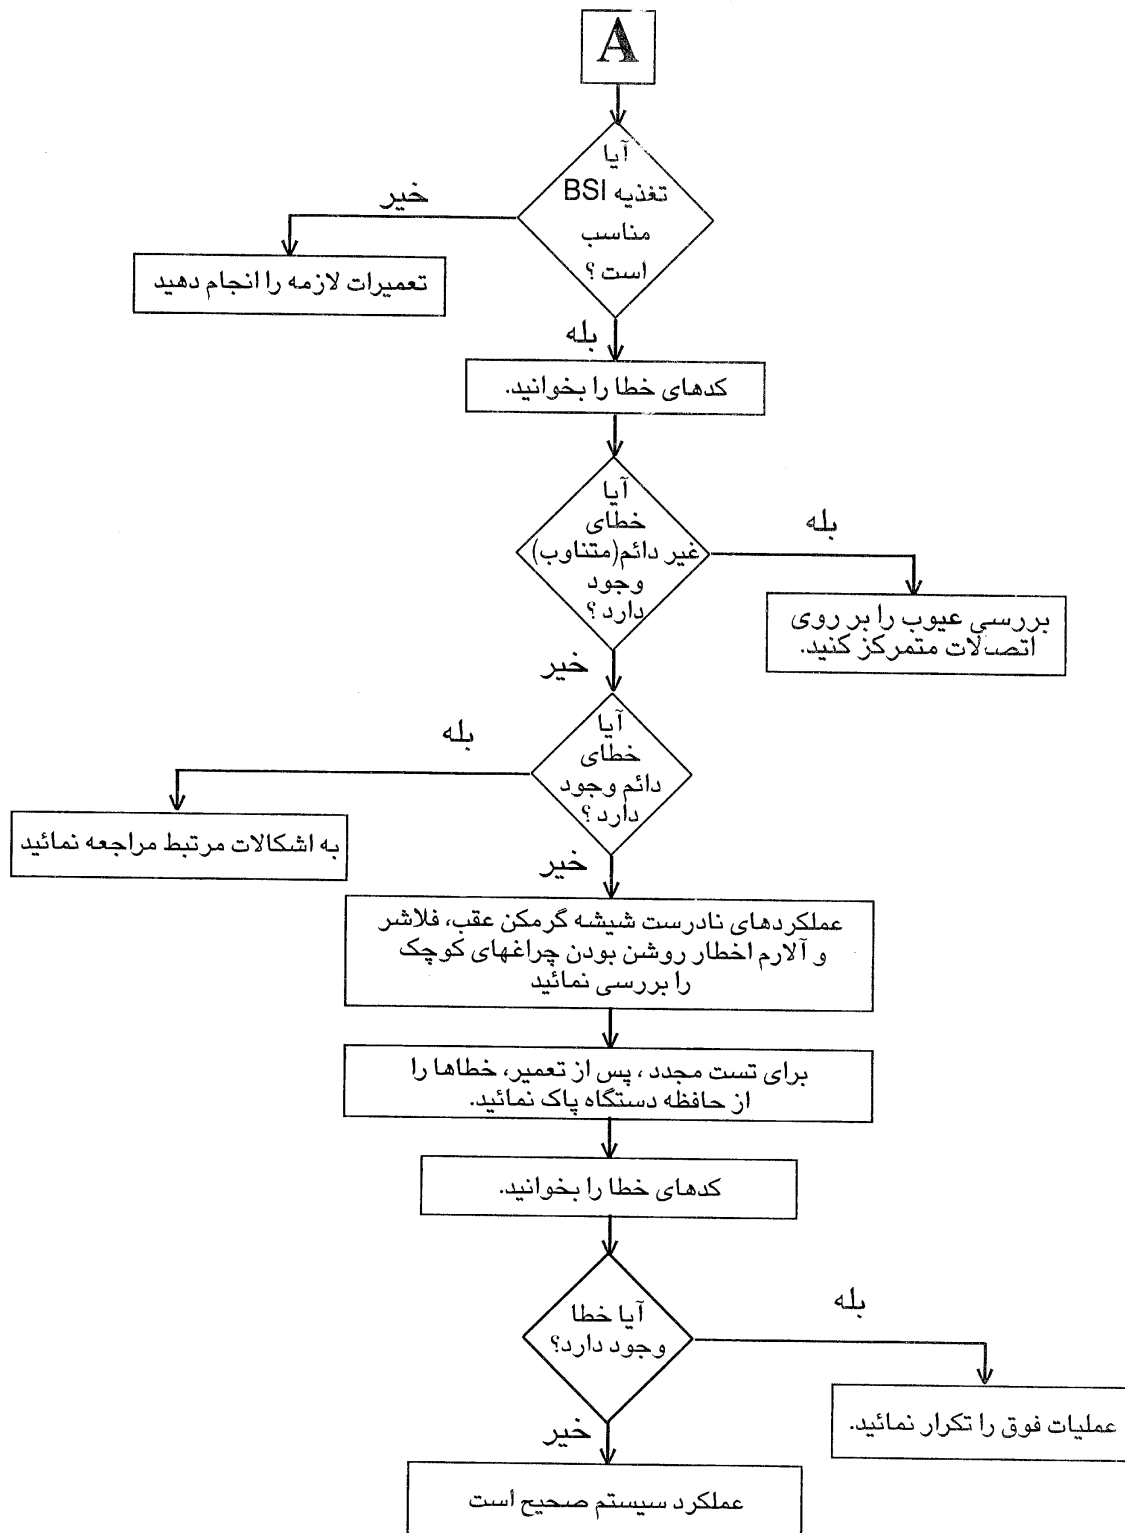 A
آیا
تغذیه BSI
مناسب
است ؟
خیر
تعمیرات لازمه را انجام دهید
بله
کدهای خطا را بخوانید.
آیا
خطای
غیر دائم(متناوب)
وجود
دارد ؟
بله
بررسی عیوب را بر روی
اتصالات متمرکز کنید.
خیر
آیا
خطای
دائم وجود
دارد ؟
بله
به اشکالات مرتبط مراجعه نمائید
خیر
عملکردهای نادرست شیشه گرمکن عقب، فلاشر
و آلارم اخطار روشن بودن چراغهای کوچک
را بررسی نمائید
برای تست مجدد ، پس از تعمیر، خطاها را
از حافظه دستگاه پاک نمائید.
کدهای خطا را بخوانید.
آیا خطا
وجود دارد؟
بله
عملیات فوق را تکرار نمائید.
خیر
عملکرد سیستم صحیح است